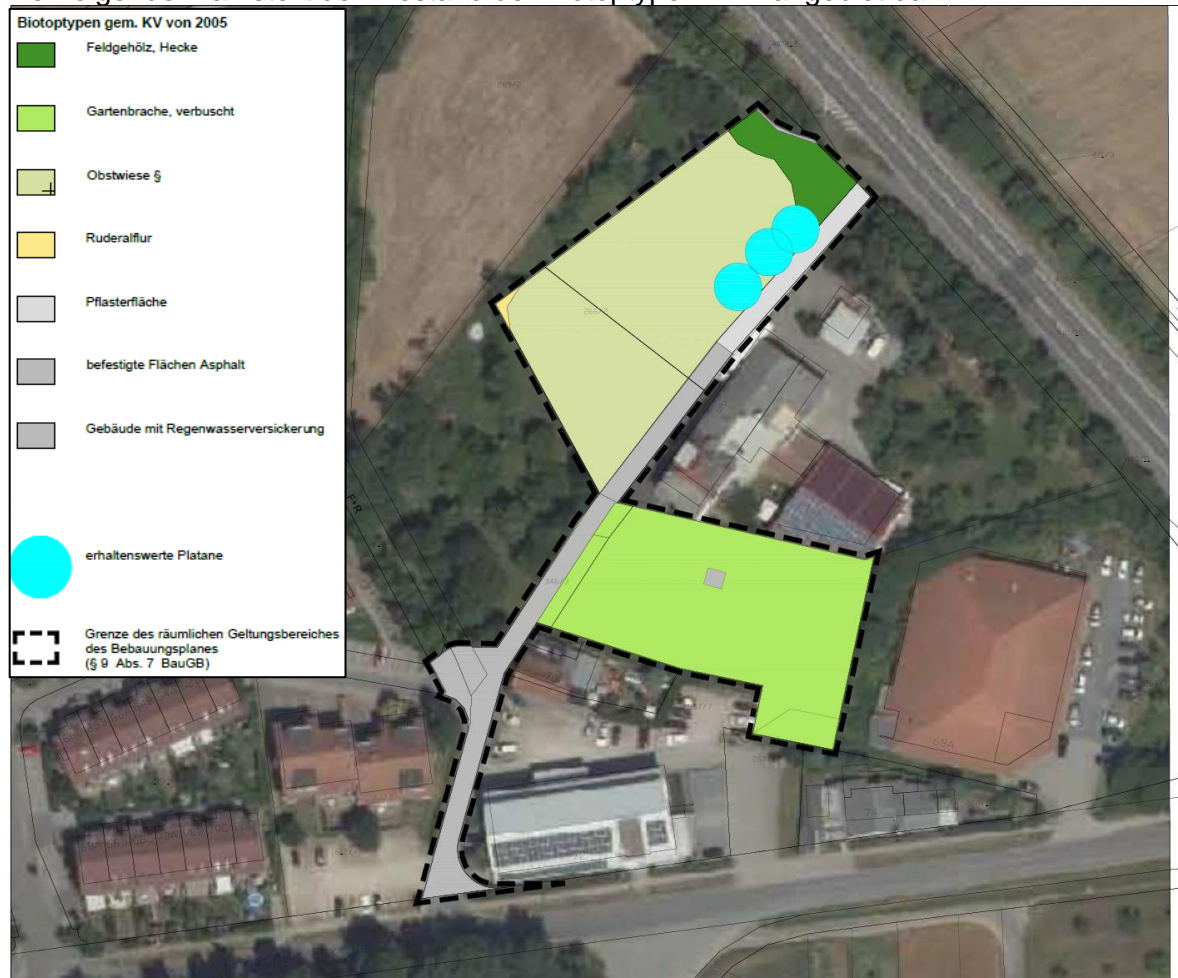 Biotoptypen gem. KV von 2005
Feldgehölz, Hecke
Gartenbrache, verbuscht
Obstwiese §
Ruderalflur
Pflasterfläche
befestigte Flächen Asphalt
Gebäude mit Regenwasserversickerung
erhaltenswerte Platane
Grenze des räumlichen Geltungsbereiches
des Bebauungsplanes
(§ 9 Abs. 7 BauGB)
F+R
68A